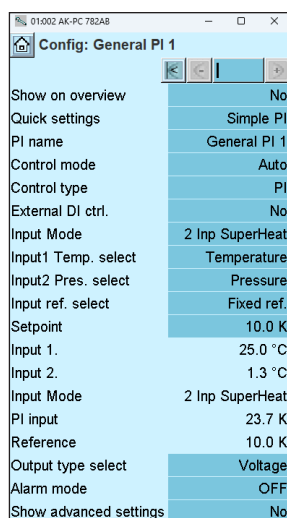 01:002 AK-PC 782AB
Config: General PI 1
Show on overview No
Quick settings Simple PI
PI name General PI 1
Control mode Auto
Control type PI
External DI ctrl. No
Input Mode 2 Inp SuperHeat
Input1 Temp. select Temperature
Input2 Pres. select Pressure
Input ref. select Fixed ref.
Setpoint 10.0 K
Input 1. 25.0 °C
Input 2. 1.3 °C
Input Mode 2 Inp SuperHeat
PI input 23.7 K
Reference 10.0 K
Output type select Voltage
Alarm mode OFF
Show advanced settings No